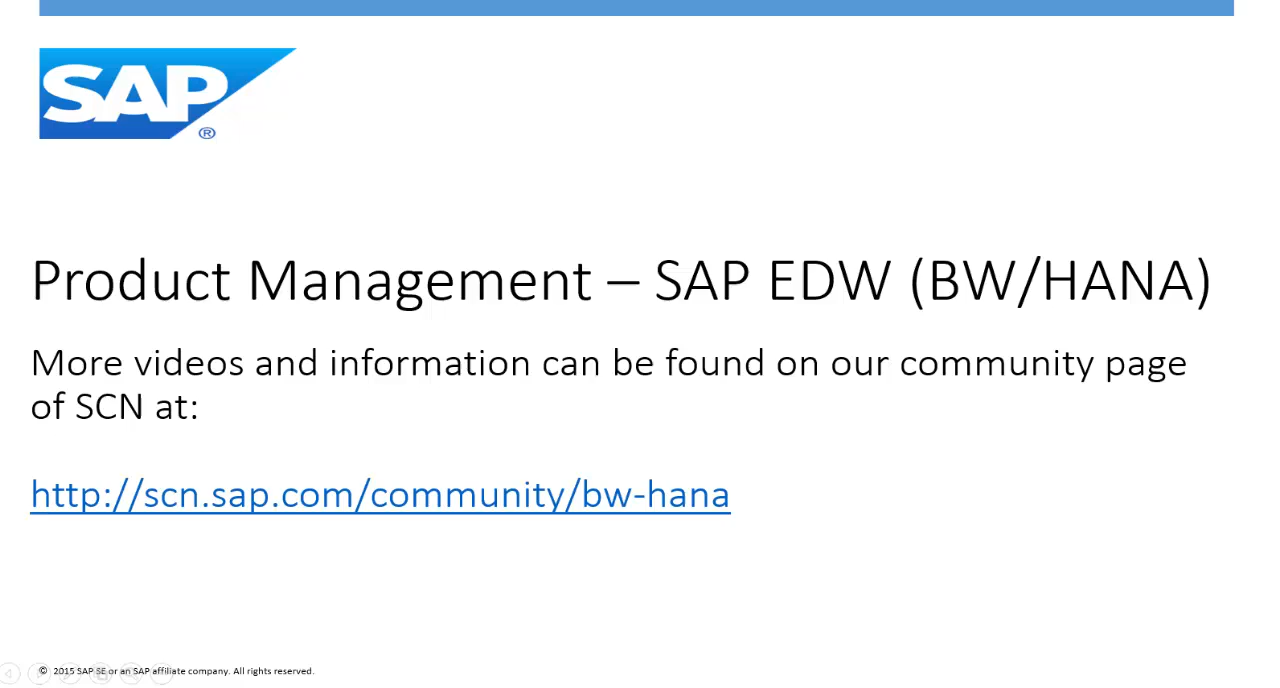 SAP®
Product Management – SAP EDW (BW/HANA)
More videos and information can be found on our community page
of SCN at:
http://scn.sap.com/community/bw-hana
© 2015 SAP SE or an SAP affiliate company. All rights reserved.